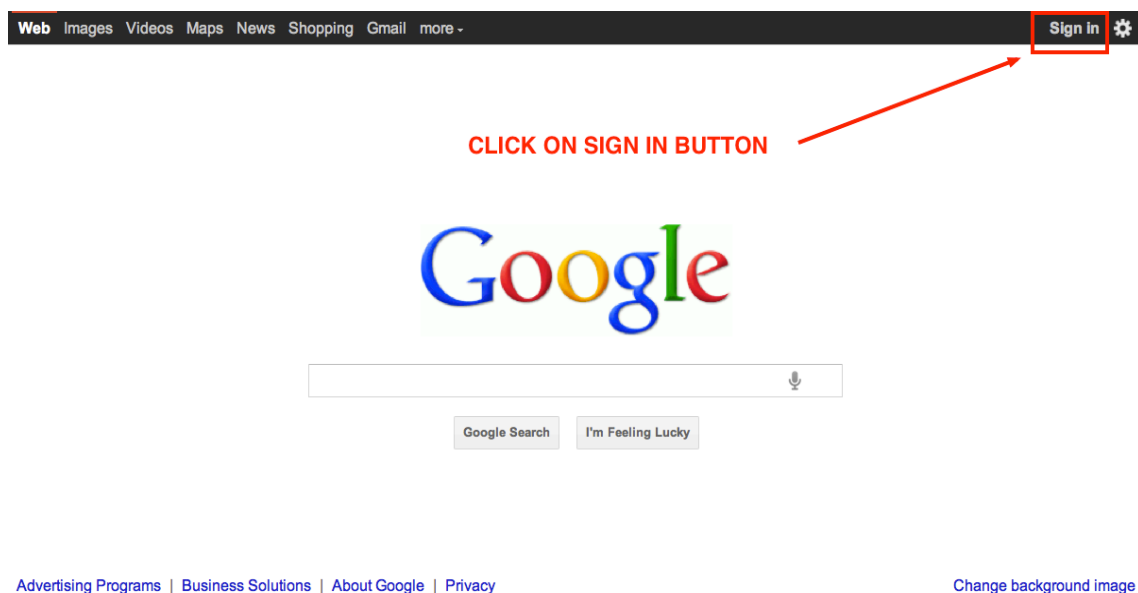 Web Images Videos Maps News Shopping Gmail more Sign in
CLICK ON SIGN IN BUTTON
Google
Google Search I'm Feeling Lucky
Advertising Programs | Business Solutions | About Google | Privacy Change background image